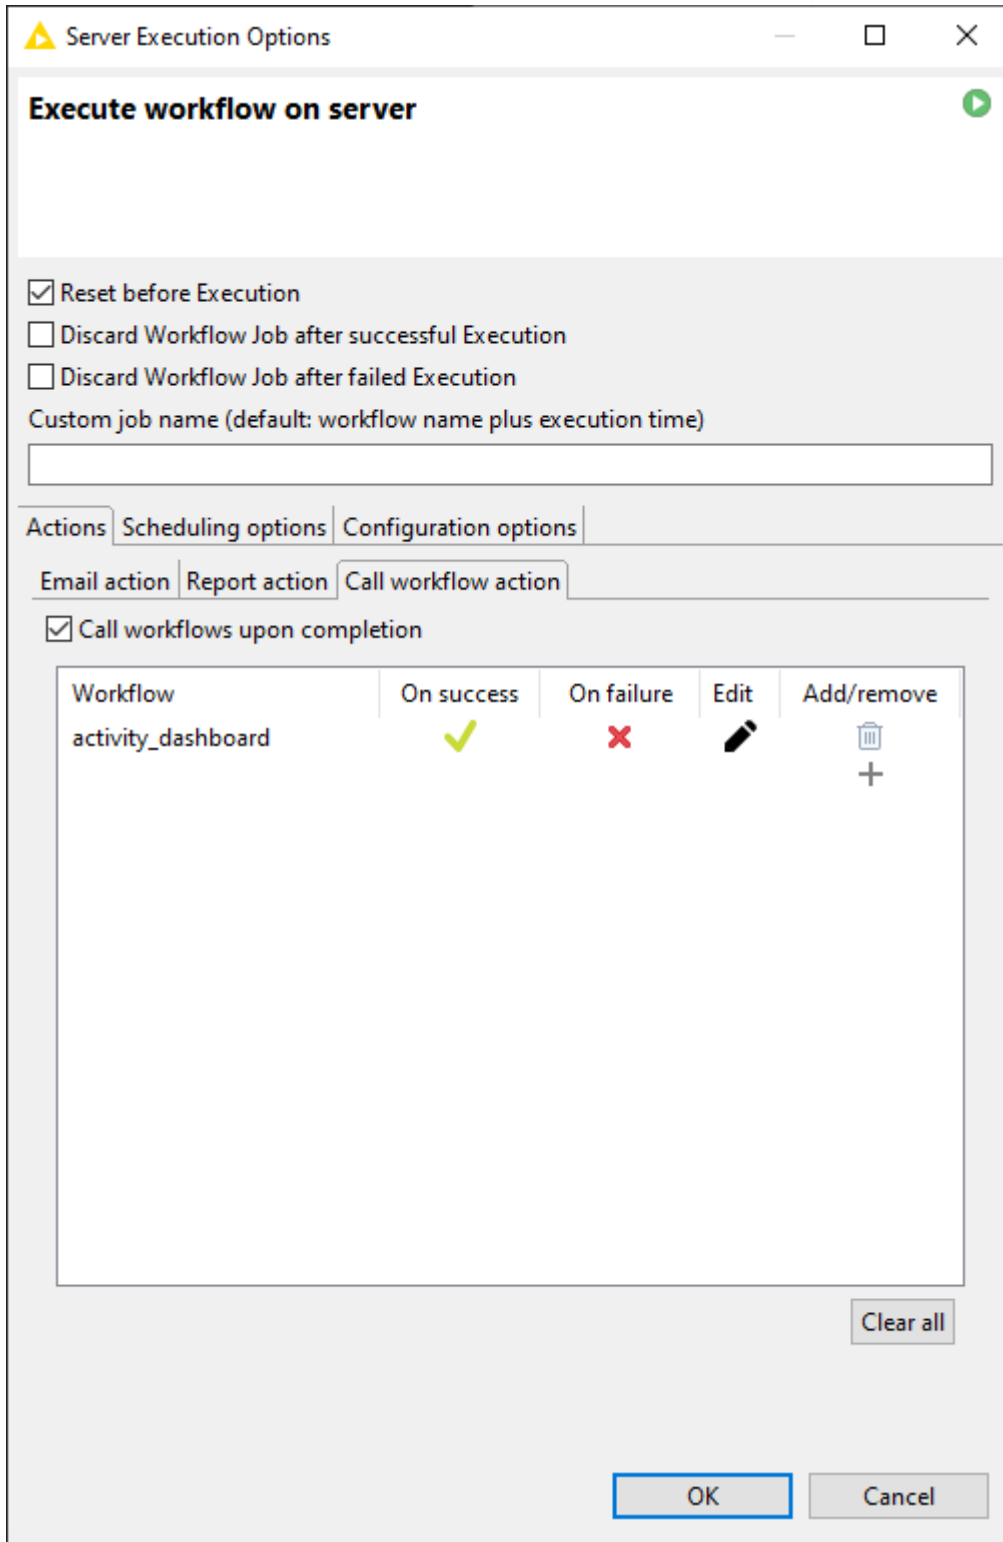 Server Execution Options
Execute workflow on server
Reset before Execution
Discard Workflow Job after successful Execution
Discard Workflow Job after failed Execution
Custom job name (default: workflow name plus execution time)
Actions Scheduling options Configuration options
Email action Report action Call workflow action
Call workflows upon completion
Workflow On success On failure Edit Add/remove
activity_dashboard
Clear all
OK Cancel